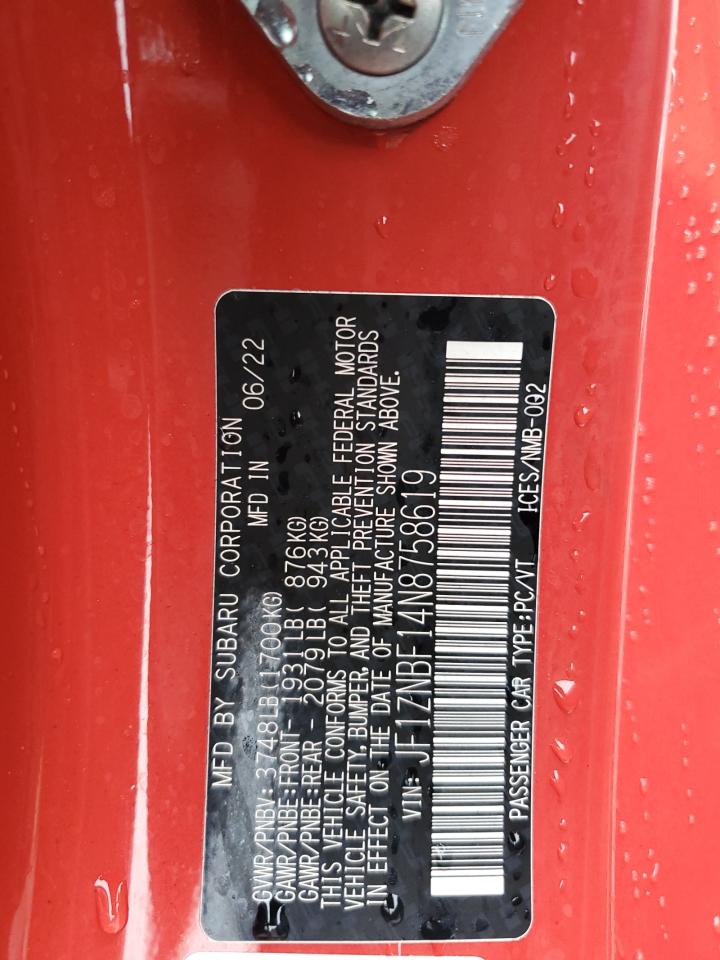 MFD BY SUBARU CORPORATION
MFD IN 06/22
GVWR/PNBV:3748LB(1700KG)
GAWR/PNBE:FRONT-1931LB( 876KG)
GAWR/PNBE:REAR -2079LB( 943KG)
THIS VEHICLE CONFORMS TO ALL APPLICABLE FEDERAL MOTOR
VEHICLE SAFETY, BUMPER, AND THEFT PREVENTION STANDARDS
IN EFFECT ON THE DATE OF MANUFACTURE SHOWN ABOVE.
VIN: JF1ZNBF14N8758619
PASSENGER CAR TYPE:PC/VT ICES/NMB-002